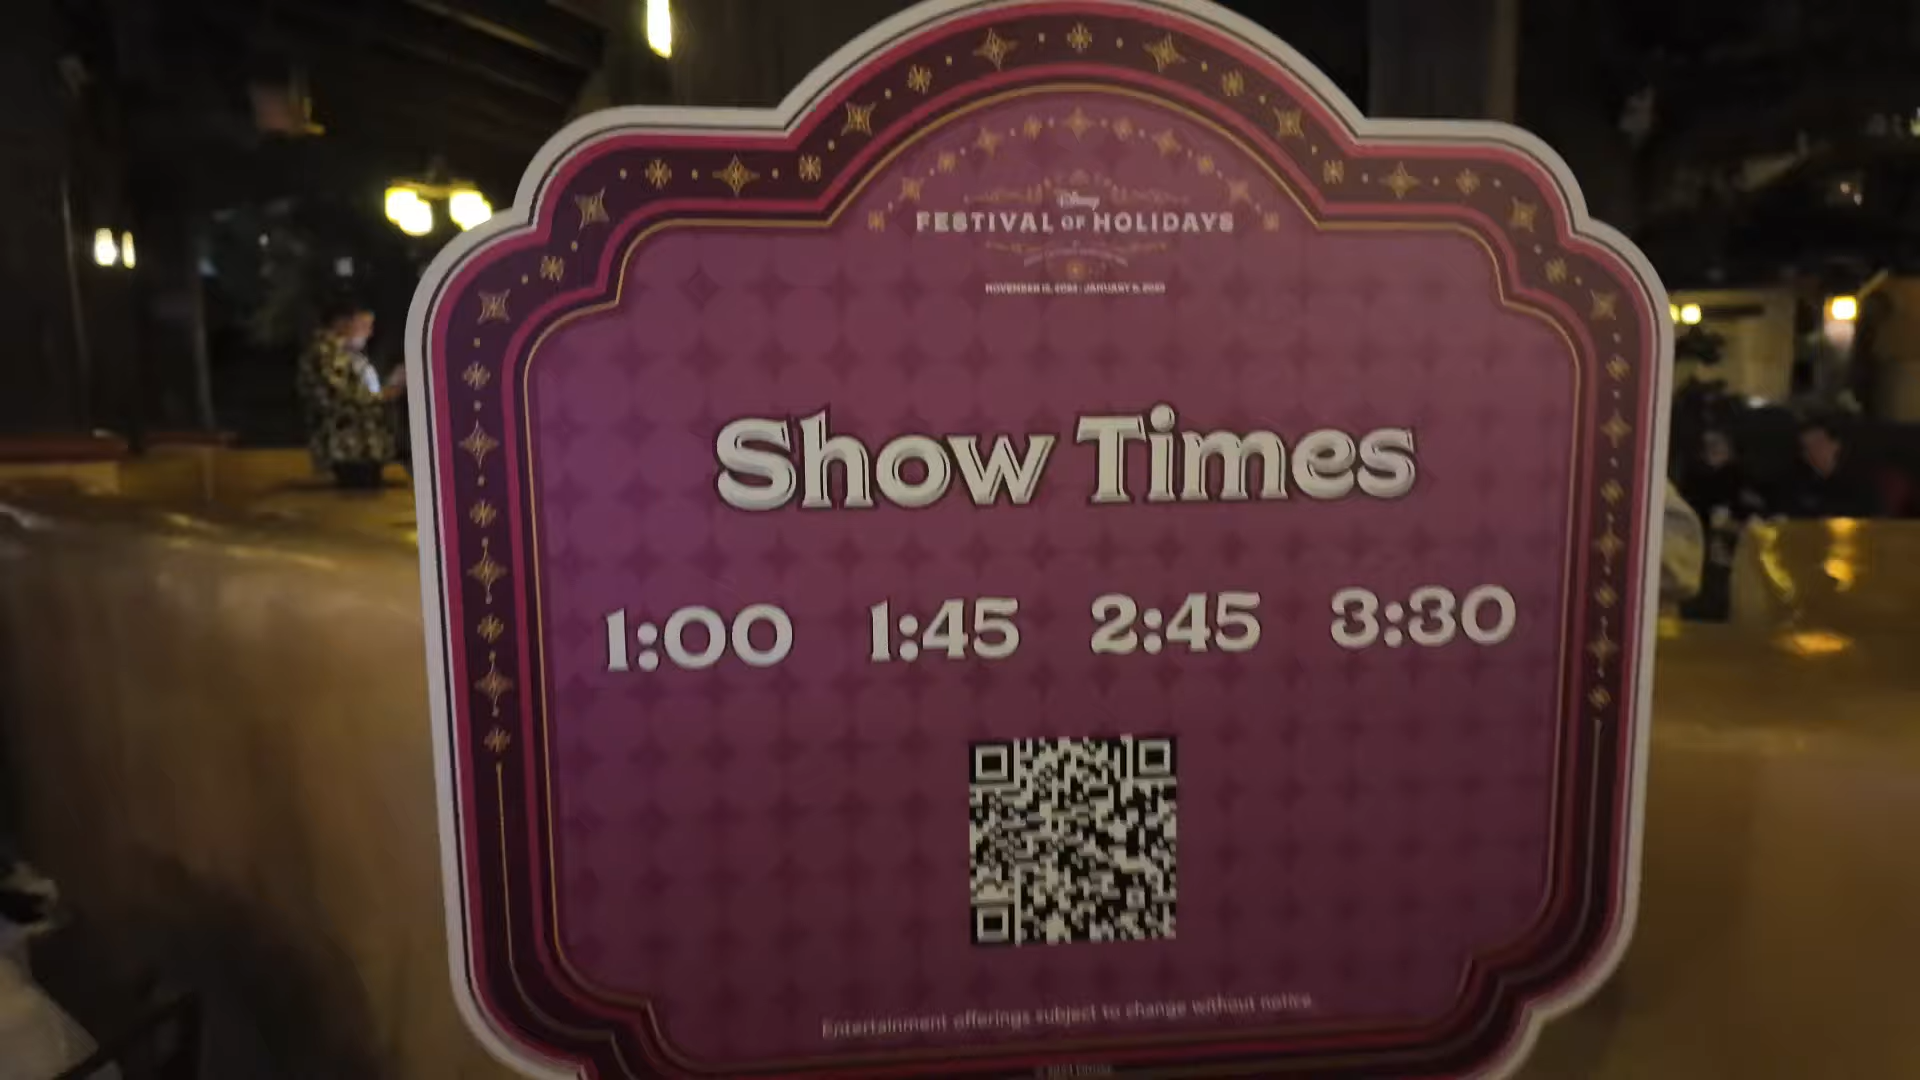 Disney
FESTIVAL OF HOLIDAYS
Show Times
1:00 1:45 2:45 3:30
Entertainment offerings subject to change without notice.